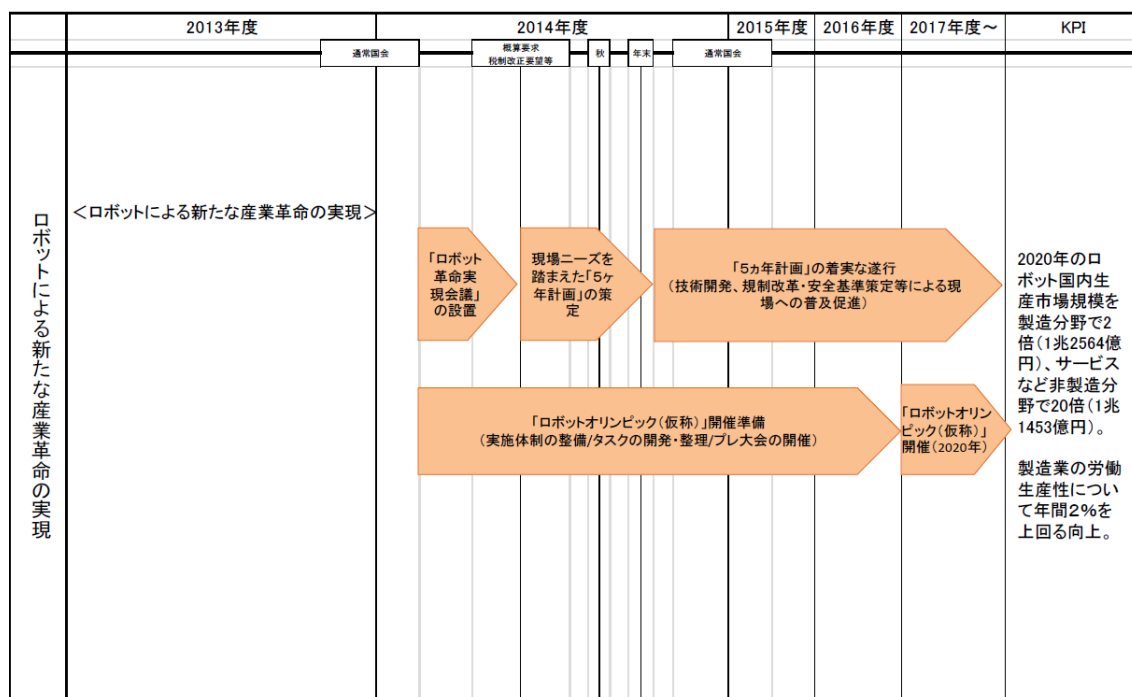 2013年度
2014年度
2015年度
2016年度
2017年度～
KPI
通常国会
概算要求
税制改正要望等
秋
年末
通常国会
ロボットによる新たな産業革命の実現
＜ロボットによる新たな産業革命の実現＞
「ロボット
革命実
現会議」
の設置
現場ニーズを
踏まえた「５ヶ
年計画」の策
定
「５ヵ年計画」の着実な遂行
（技術開発、規制改革・安全基準策定等による現
場への普及促進）
「ロボットオリンピック（仮称）」開催準備
（実施体制の整備/タスクの開発・整理/プレ大会の開催）
「ロボットオリン
ピック（仮称）」
開催（2020年）
2020年のロ
ボット国内生
産市場規模を
製造分野で2
倍（1兆2564億
円）、サービス
など非製造分
野で20倍（1兆
1453億円）。
製造業の労働
生産性につい
て年間２％を
上回る向上。